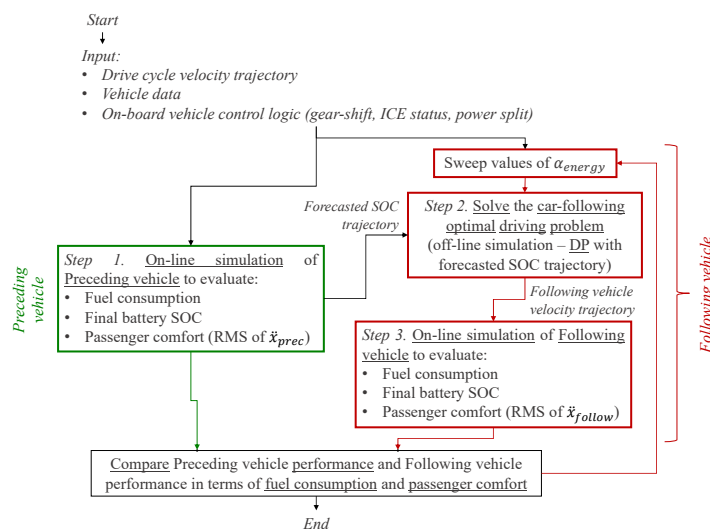 Start
Input:
• Drive cycle velocity trajectory
• Vehicle data
• On-board vehicle control logic (gear-shift, ICE status, power split)
Sweep values of α_energy
Forecasted SOC
trajectory
Step 2. Solve the car-following
optimal driving problem
(off-line simulation – DP with
forecasted SOC trajectory)
Preceding
vehicle
Step 1. On-line simulation of
Preceding vehicle to evaluate:
• Fuel consumption
• Final battery SOC
• Passenger comfort (RMS of ẍ_prec)
Following vehicle
velocity trajectory
Step 3. On-line simulation of Following
vehicle to evaluate:
• Fuel consumption
• Final battery SOC
• Passenger comfort (RMS of ẍ_follow)
Following vehicle
Compare Preceding vehicle performance and Following vehicle
performance in terms of fuel consumption and passenger comfort
End